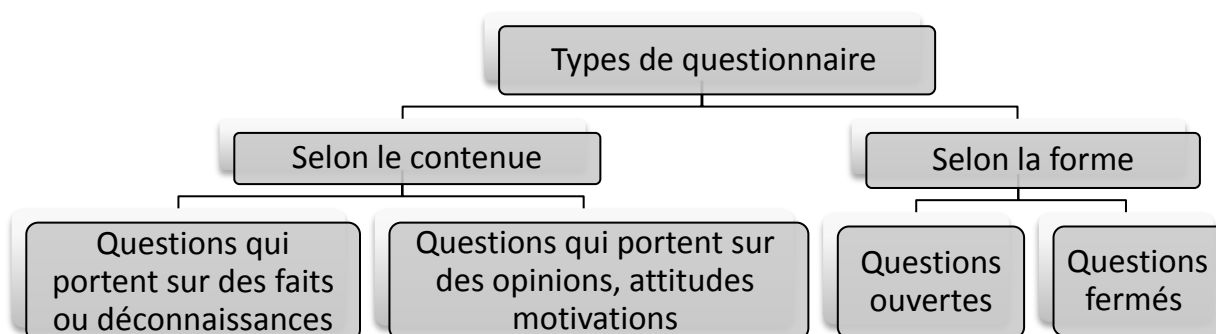 Types de questionnaire
Selon le contenue
Selon la forme
Questions qui
portent sur des faits
ou déconnaissances
Questions qui portent sur
des opinions, attitudes
motivations
Questions
ouvertes
Questions
fermés